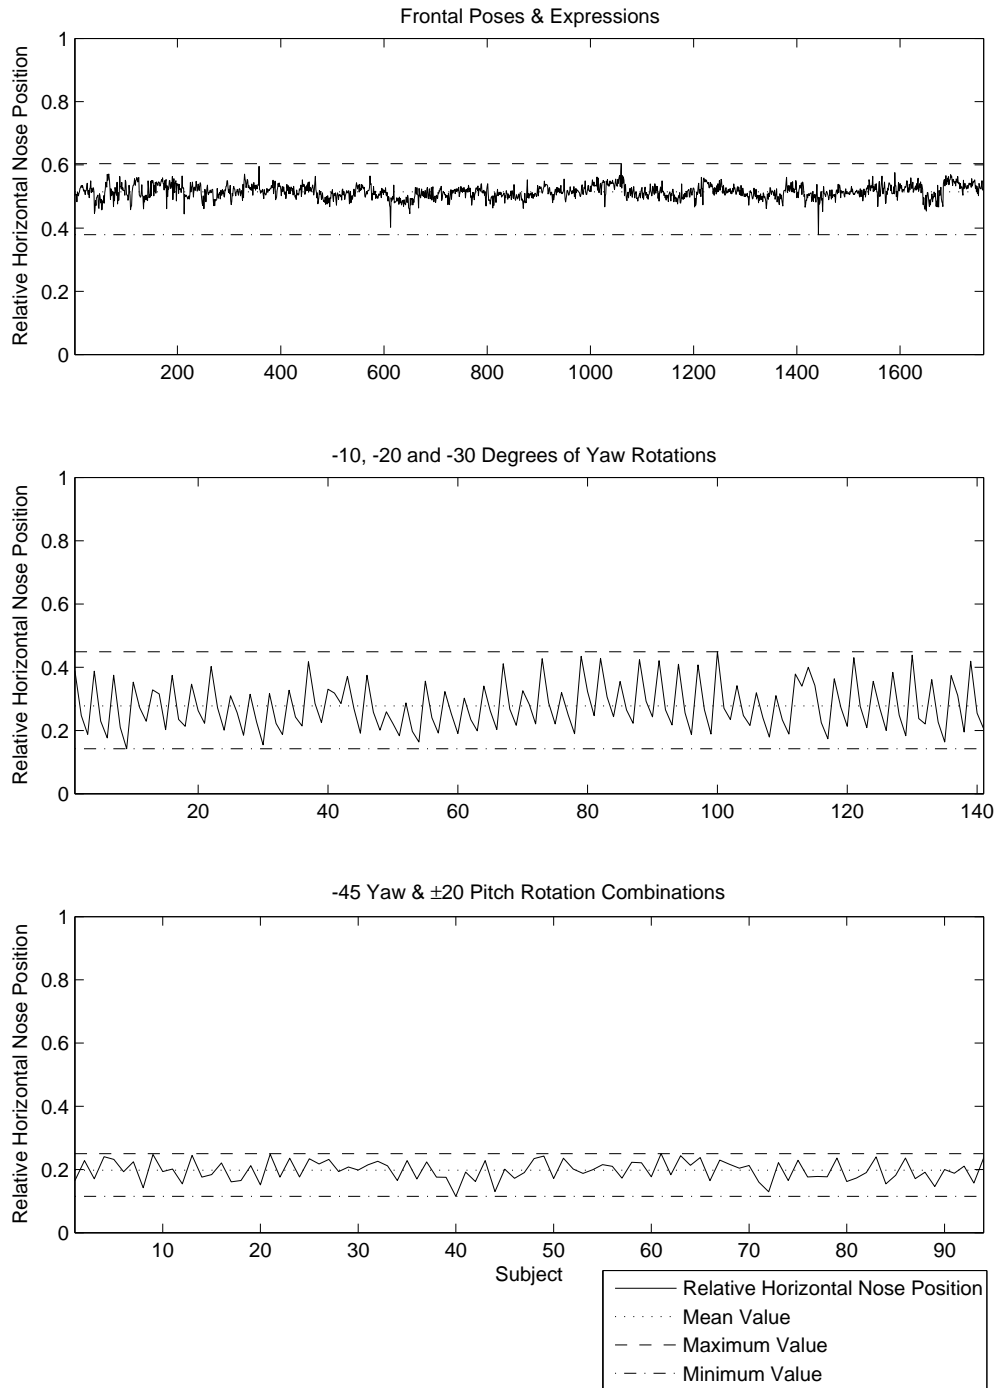 Frontal Poses & Expressions
Relative Horizontal Nose Position
1
0.8
0.6
0.4
0.2
0
200 400 600 800 1000 1200 1400 1600
-10, -20 and -30 Degrees of Yaw Rotations
Relative Horizontal Nose Position
1
0.8
0.6
0.4
0.2
0
20 40 60 80 100 120 140
-45 Yaw & ±20 Pitch Rotation Combinations
Relative Horizontal Nose Position
1
0.8
0.6
0.4
0.2
0
10 20 30 40 50 60 70 80 90
Subject
Relative Horizontal Nose Position
Mean Value
Maximum Value
Minimum Value